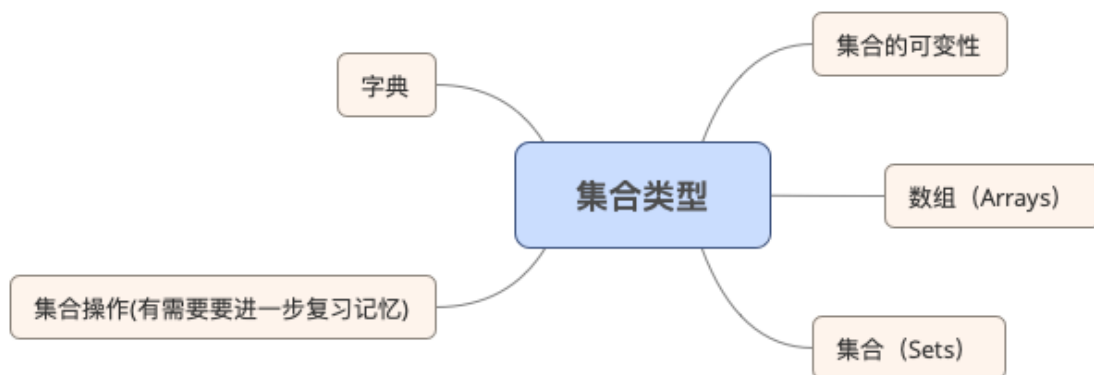 集合类型
集合的可变性
数组（Arrays）
集合（Sets）
集合操作(有需要要进一步复习记忆)
字典